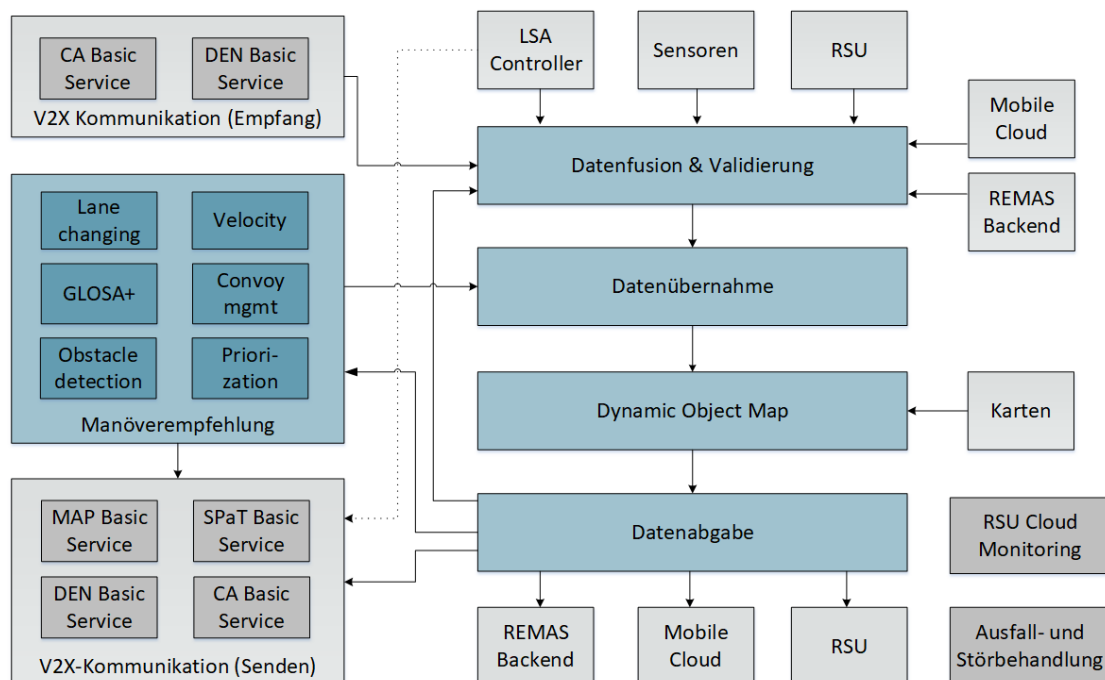 CA Basic
Service
DEN Basic
Service
V2X Kommunikation (Empfang)
LSA
Controller
Sensoren
RSU
Mobile
Cloud
REMAS
Backend
Datenfusion & Validierung
Lane
changing
Velocity
GLOSA+
Convoy
mgmt
Obstacle
detection
Priori-
zation
Manöverempfehlung
Datenübernahme
Dynamic Object Map
Karten
MAP Basic
Service
SPaT Basic
Service
DEN Basic
Service
CA Basic
Service
V2X-Kommunikation (Senden)
Datenabgabe
RSU Cloud
Monitoring
REMAS
Backend
Mobile
Cloud
RSU
Ausfall- und
Störbehandlung